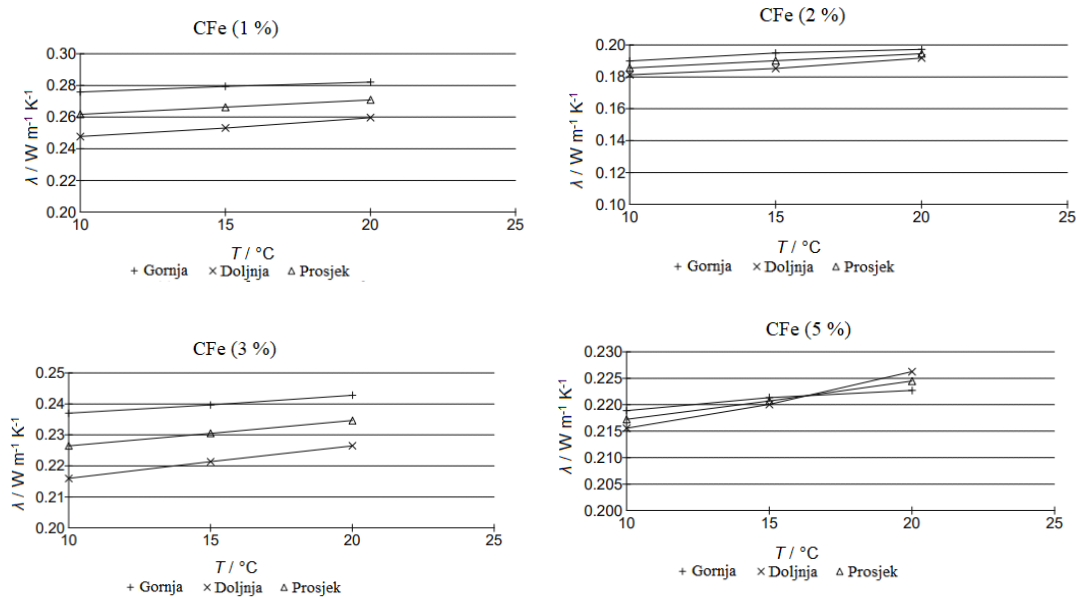 CFe (1 %)
0.30
0.28
0.26
0.24
0.22
0.20
λ / W m⁻¹ K⁻¹
10 15 20 25
T / °C
+ Gornja × Doljnja △ Prosjek
CFe (2 %)
0.20
0.18
0.16
0.14
0.12
0.10
λ / W m⁻¹ K⁻¹
10 15 20 25
T / °C
+ Gornja × Doljnja △ Prosjek
CFe (3 %)
0.25
0.24
0.23
0.22
0.21
0.20
λ / W m⁻¹ K⁻¹
10 15 20 25
T / °C
+ Gornja × Doljnja △ Prosjek
CFe (5 %)
0.230
0.225
0.220
0.215
0.210
0.205
0.200
λ / W m⁻¹ K⁻¹
10 15 20 25
T / °C
+ Gornja × Doljnja △ Prosjek